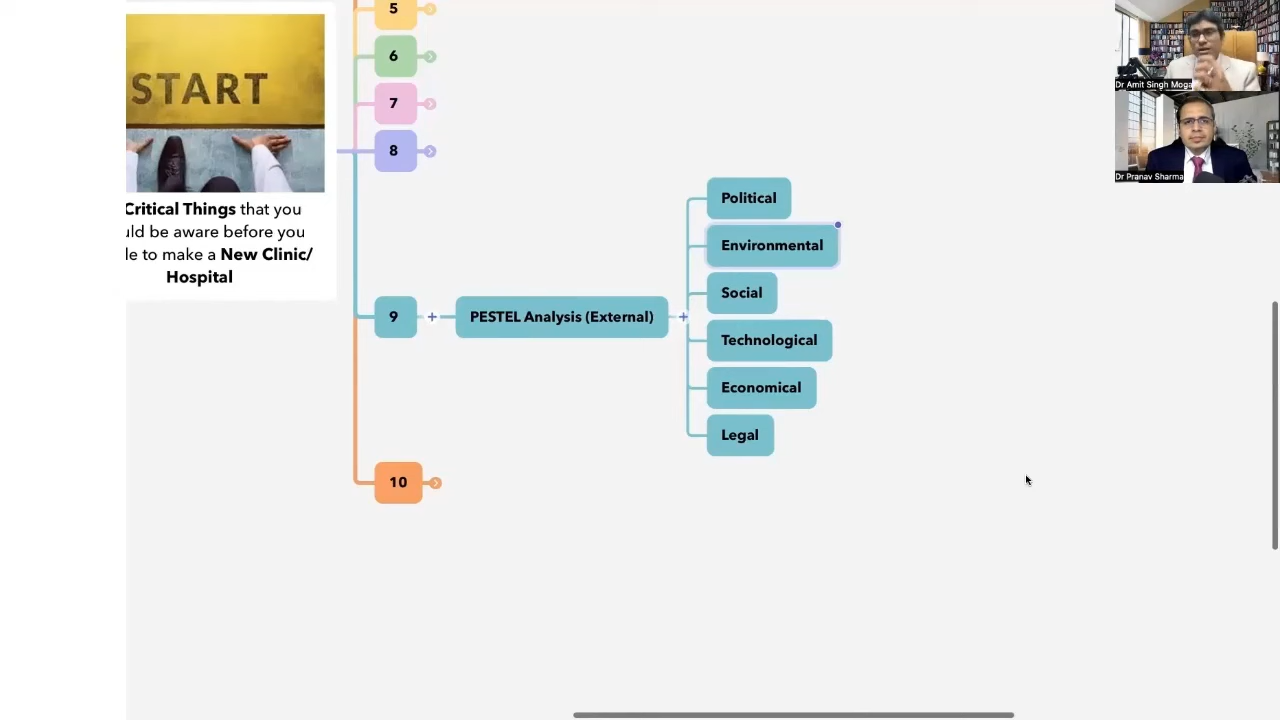 START
Critical Things that you
uld be aware before you
le to make a New Clinic/
Hospital
5
6
7
8
9
PESTEL Analysis (External)
Political
Environmental
Social
Technological
Economical
Legal
10
Dr Amit Singh Moga
Dr Pranav Sharma